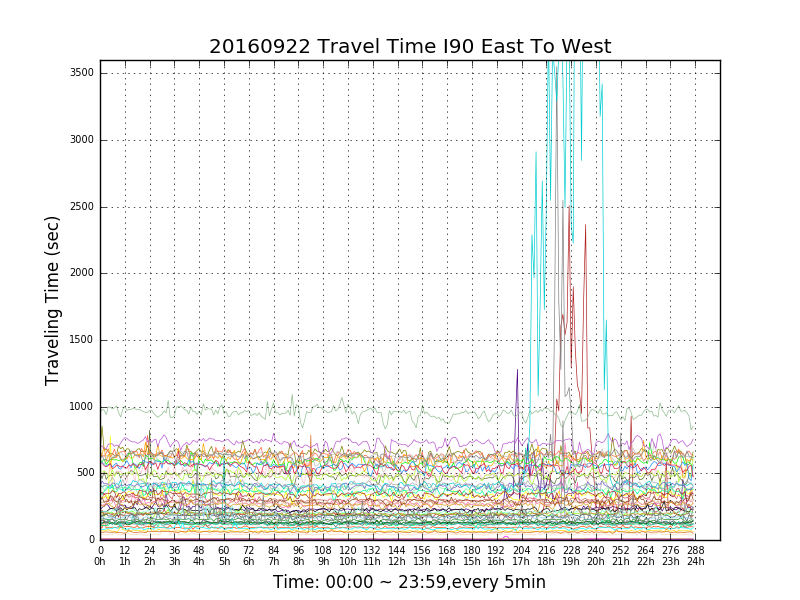 20160922 Travel Time I90 East To West
Traveling Time (sec)
3500
3000
2500
2000
1500
1000
500
0
0 12 24 36 48 60 72 84 96 108 120 132 144 156 168 180 192 204 216 228 240 252 264 276 288
0h 1h 2h 3h 4h 5h 6h 7h 8h 9h 10h 11h 12h 13h 14h 15h 16h 17h 18h 19h 20h 21h 22h 23h 24h
Time: 00:00 ~ 23:59,every 5min